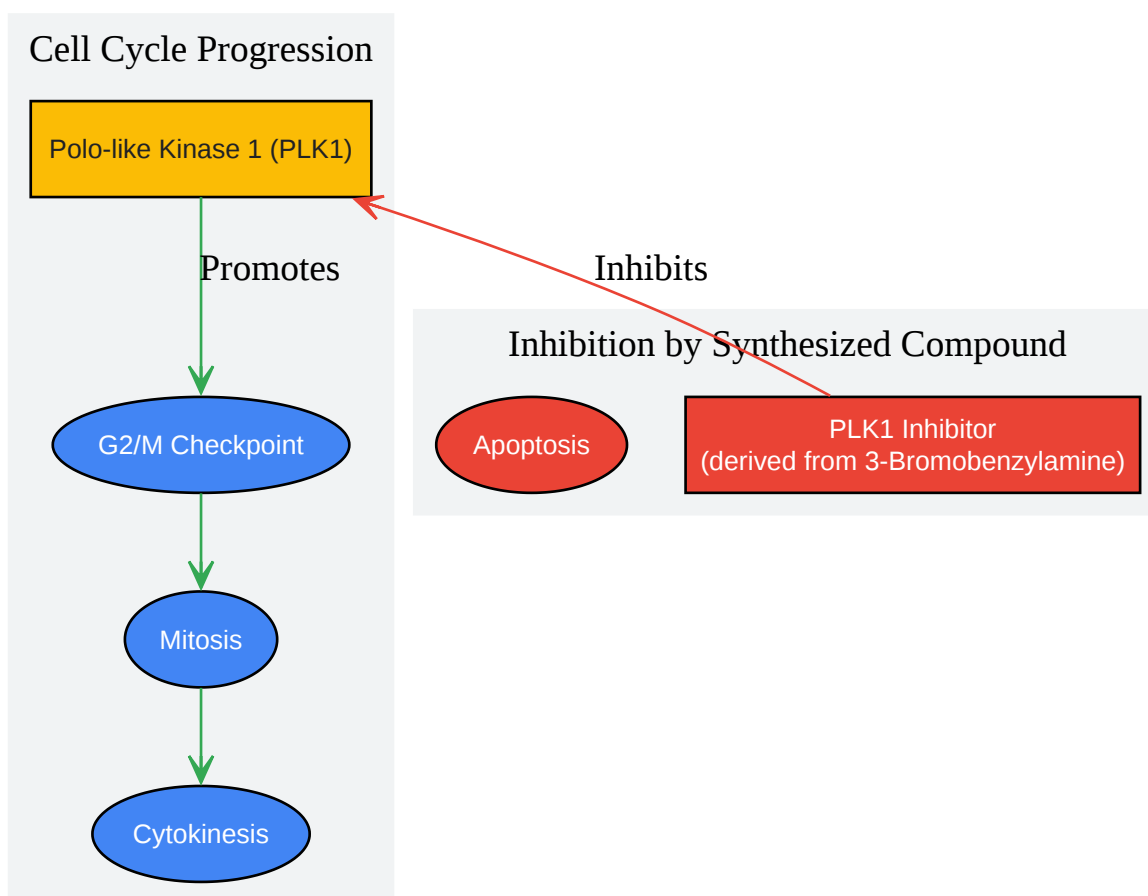 Cell Cycle Progression
Polo-like Kinase 1 (PLK1)
Promotes
Inhibits
Inhibition by Synthesized Compound
G2/M Checkpoint
Apoptosis
PLK1 Inhibitor
(derived from 3-Bromobenzylamine)
Mitosis
Cytokinesis